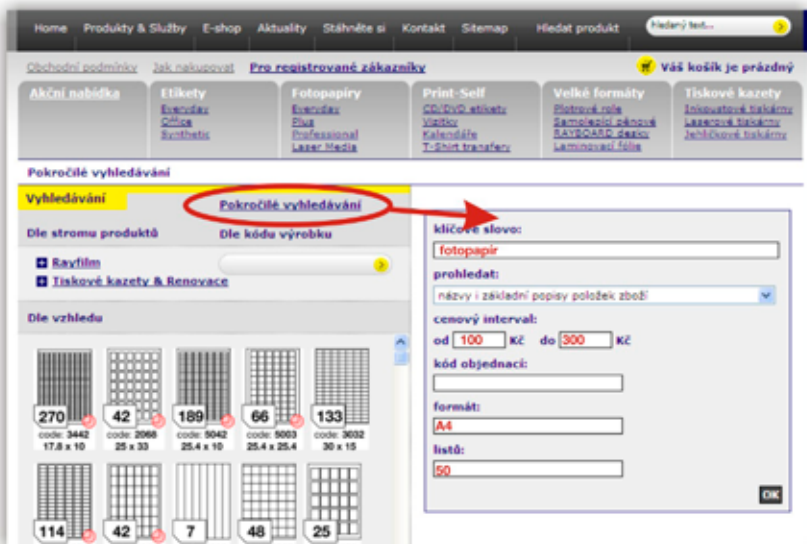 Home Produkty & Služby E-shop Aktuality Stáhněte si Kontakt Sitemap Hledat produkt hledaný text...
Obchodní podmínky Jak nakupovat Pro registrované zákazníky Váš košík je prázdný
Akční nabídka Etikety Fotopapíry Print-Self Velké formáty Tiskové kazety
Everyday Everyday CD/DVD etikety Plotrové role Inkoustové tiskárny
Office Plus Vizitky Samolepící pěnové Laserové tiskárny
Synthetic Professional Kalendáře RAYBOARD desky Jehličkové tiskárny
Laser Media T-Shirt transfery Laminovací fólie
Pokročilé vyhledávání
Vyhledávání
Pokročilé vyhledávání
Dle stromu produktů Dle kódu výrobku
Rayfilm
Tiskové kazety & Renovace
Dle vzhledu
270 42 189 66 133
code: 3442 code: 2068 code: 5042 code: 5003 code: 3032
17.8 x 10 25 x 33 25.4 x 10 25.4 x 25.4 30 x 15
114 42 7 48 25
klíčové slovo:
fotopapír
prohledat:
názvy i základní popisy položek zboží
cenový interval:
od 100 Kč do 300 Kč
kód objednací:
formát:
A4
listů:
50
OK